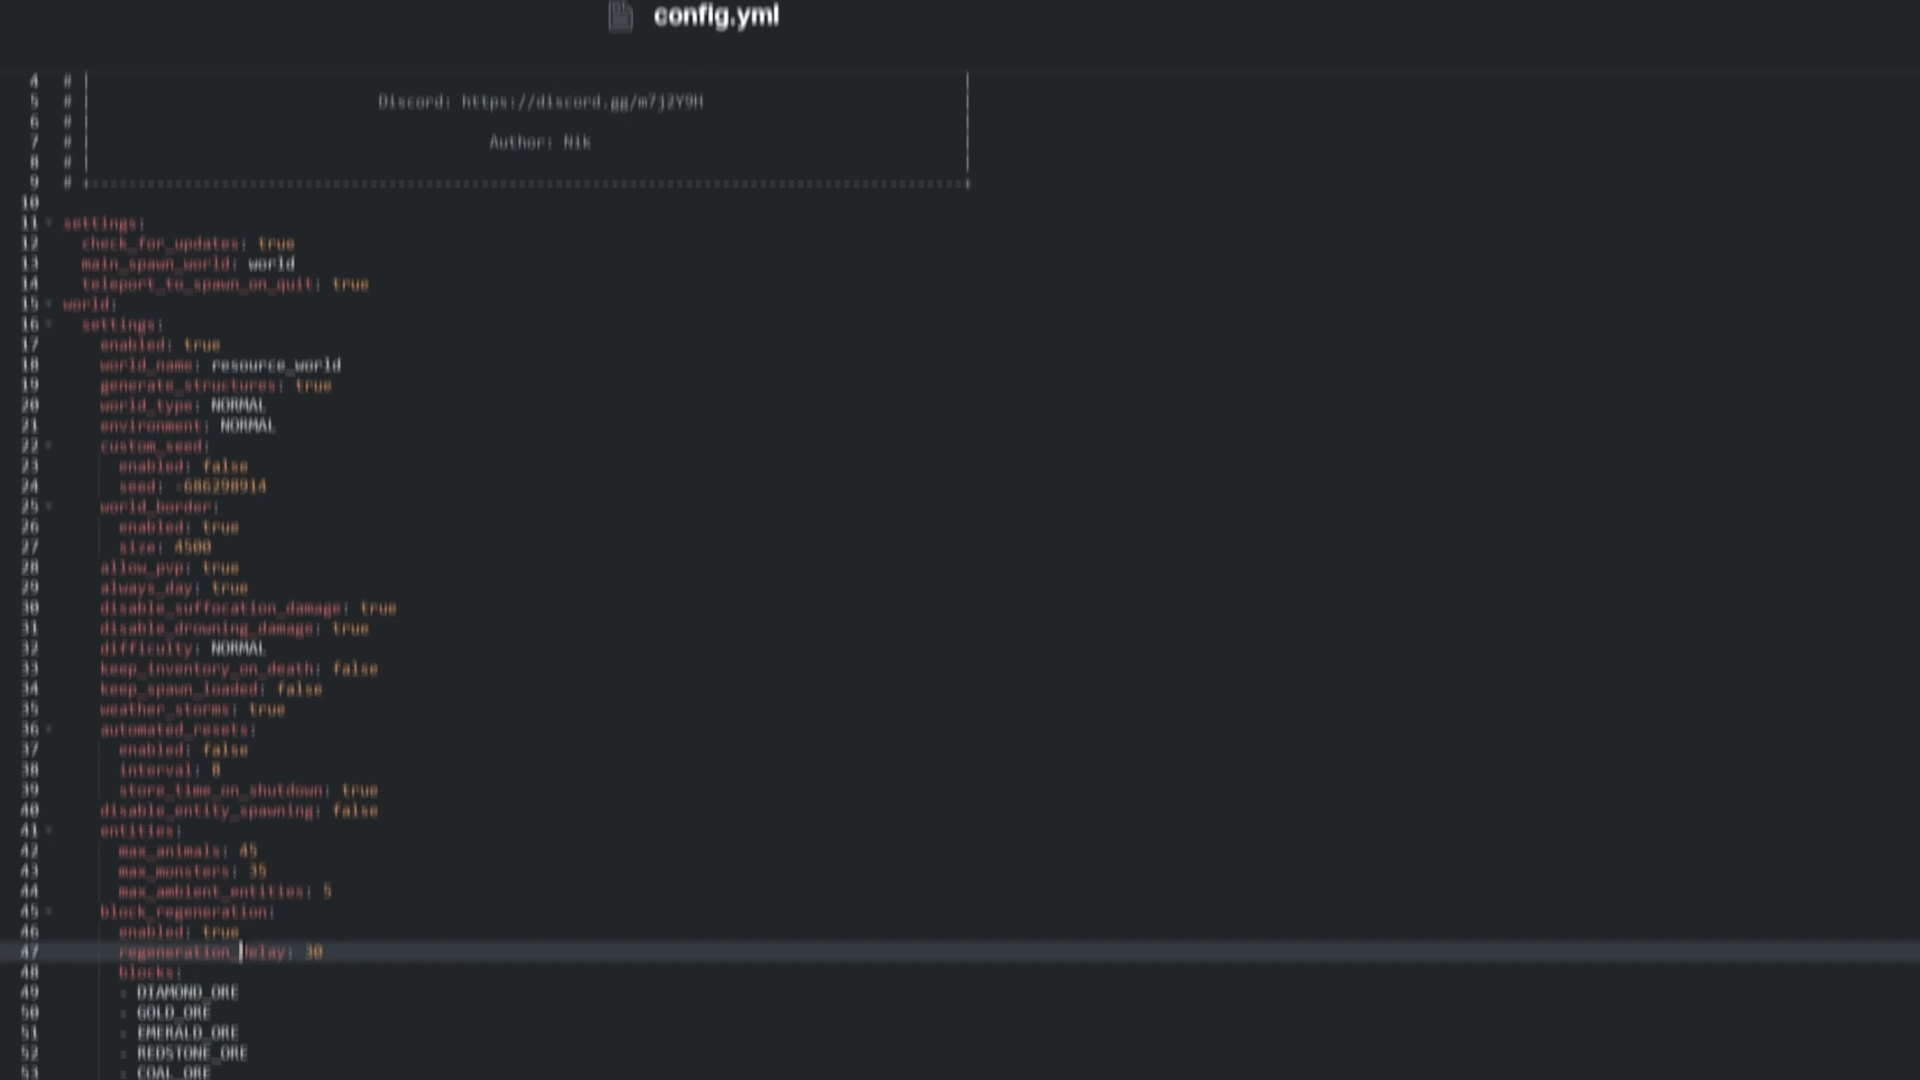 config.yml
4 # |
5 # | Discord: https://discord.gg/m7j2Y9H
6 # |
7 # | Author: Nik
8 # |
9 #
10
11 settings:
12 check_for_updates: true
13 main_spawn_world: world
14 teleport_to_spawn_on_quit: true
15 world:
16 settings:
17 enabled: true
18 world_name: resource_world
19 generate_structures: true
20 world_type: NORMAL
21 environment: NORMAL
22 custom_seed:
23 enabled: false
24 seed: -686298914
25 world_border:
26 enabled: true
27 size: 4500
28 allow_pvp: true
29 always_day: true
30 disable_suffocation_damage: true
31 disable_drowning_damage: true
32 difficulty: NORMAL
33 keep_inventory_on_death: false
34 keep_spawn_loaded: false
35 weather_storms: true
36 automated_resets:
37 enabled: false
38 interval: 8
39 store_time_on_shutdown: true
40 disable_entity_spawning: false
41 entities:
42 max_animals: 45
43 max_monsters: 35
44 max_ambient_entities: 5
45 block_regeneration:
46 enabled: true
47 regeneration_delay: 30
48 blocks:
49 - DIAMOND_ORE
50 - GOLD_ORE
51 - EMERALD_ORE
52 - REDSTONE_ORE
53 - COAL_ORE